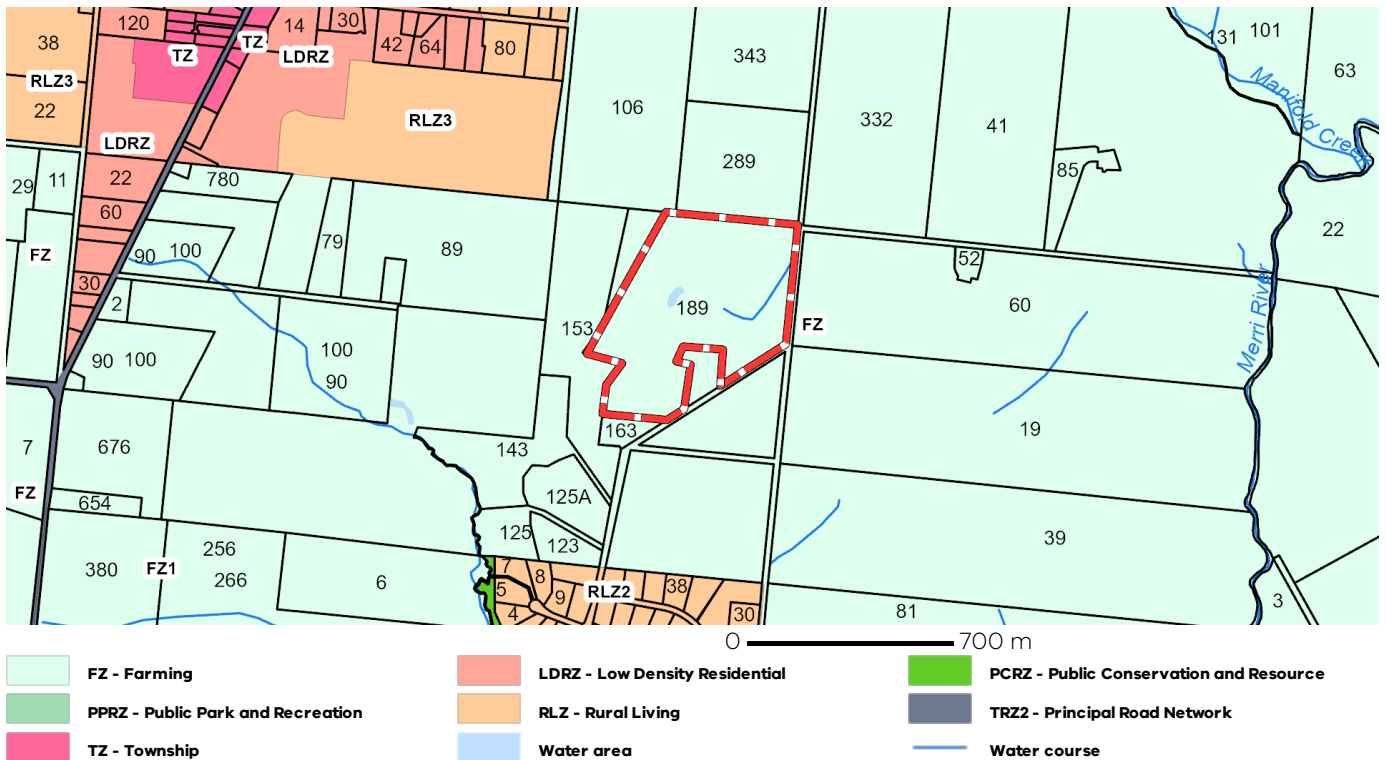 120
14
30
38
TZ
TZ
42
64
80
343
131
101
LDRZ
63
RLZ3
Manifold Creek
22
106
RLZ3
332
41
LDRZ
289
85
29
11
22
780
60
22
FZ
90
100
79
89
52
30
2
189
60
Merri River
153
FZ
90
100
100
90
7
676
163
19
143
FZ
654
125A
125
123
39
256
380
FZ1
266
6
7
5
8
9
4
RLZ2
38
30
81
3
0
700 m
FZ - Farming
LDRZ - Low Density Residential
PCRZ - Public Conservation and Resource
PPRZ - Public Park and Recreation
RLZ - Rural Living
TRZ2 - Principal Road Network
TZ - Township
Water area
Water course